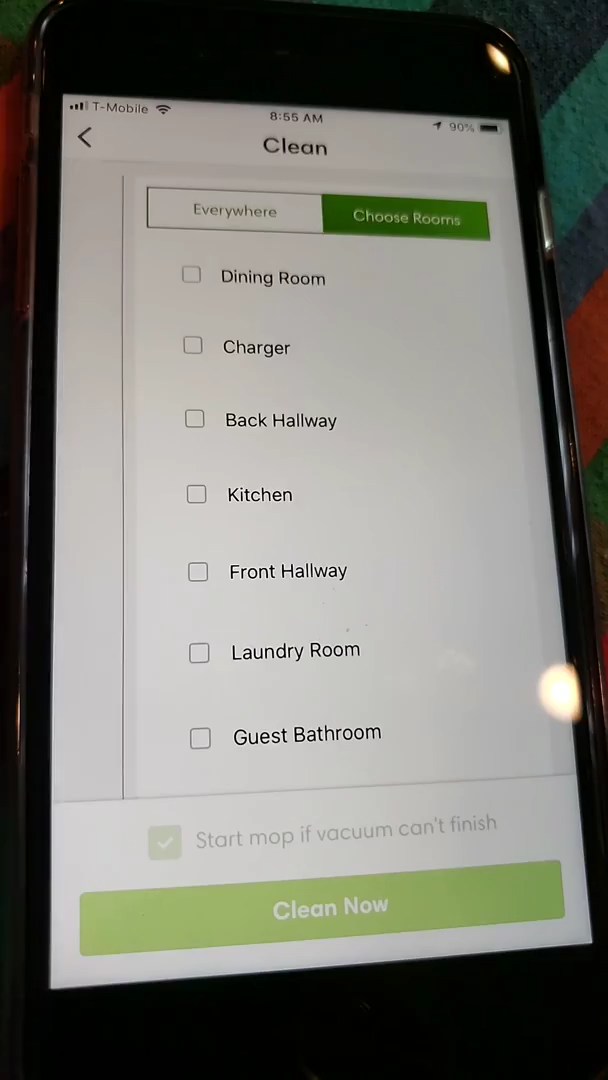 T-Mobile 8:55 AM 90%
Clean
Everywhere Choose Rooms
Dining Room
Charger
Back Hallway
Kitchen
Front Hallway
Laundry Room
Guest Bathroom
Start mop if vacuum can't finish
Clean Now